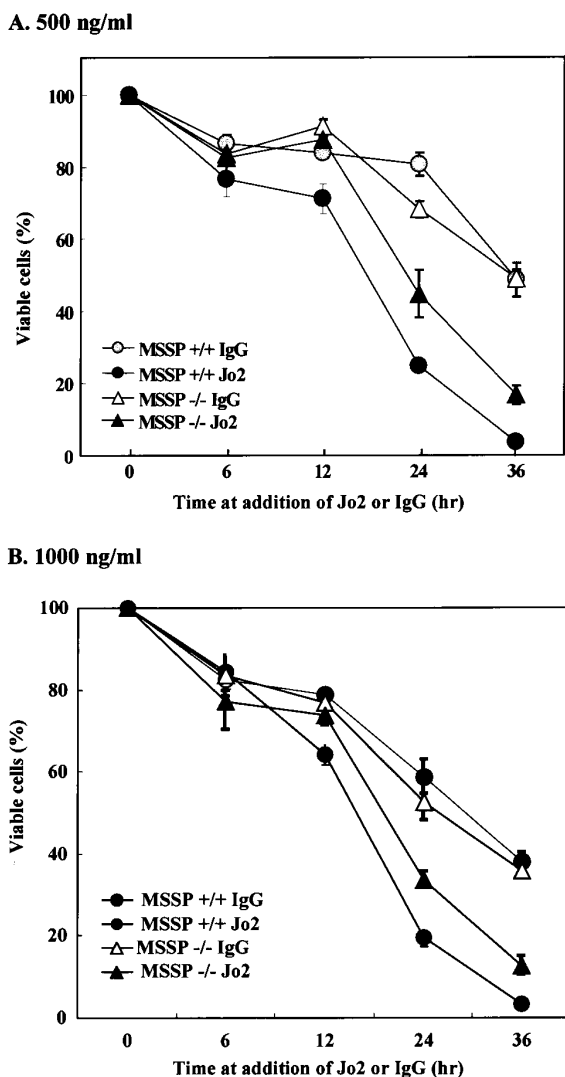 A. 500 ng/ml
100
80
60
40
20
0
Viable cells (%)
MSSP +/+ IgG
MSSP +/+ Jo2
MSSP -/- IgG
MSSP -/- Jo2
0 6 12 24 36
Time at addition of Jo2 or IgG (hr)
B. 1000 ng/ml
100
80
60
40
20
0
Viable cells (%)
MSSP +/+ IgG
MSSP +/+ Jo2
MSSP -/- IgG
MSSP -/- Jo2
0 6 12 24 36
Time at addition of Jo2 or IgG (hr)